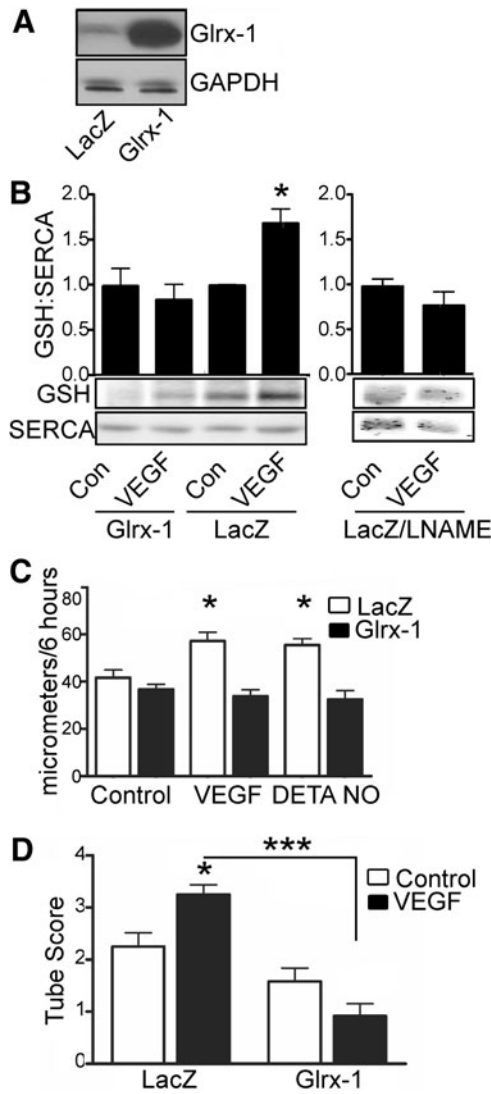 A
Glrx-1
GAPDH
LacZ Glrx-1
B
GSH:SERCA
2.0 2.0
1.5 1.5
1.0 1.0
0.5 0.5
0.0 0.0
*
GSH
SERCA
Con VEGF Con VEGF Con VEGF
Glrx-1 LacZ LacZ/LNAME
C
micrometers/6 hours
80
60
40
20
0
* *
LacZ
Glrx-1
Control VEGF DETA NO
D
Tube Score
4
3
2
1
0
*
***
Control
VEGF
LacZ Glrx-1